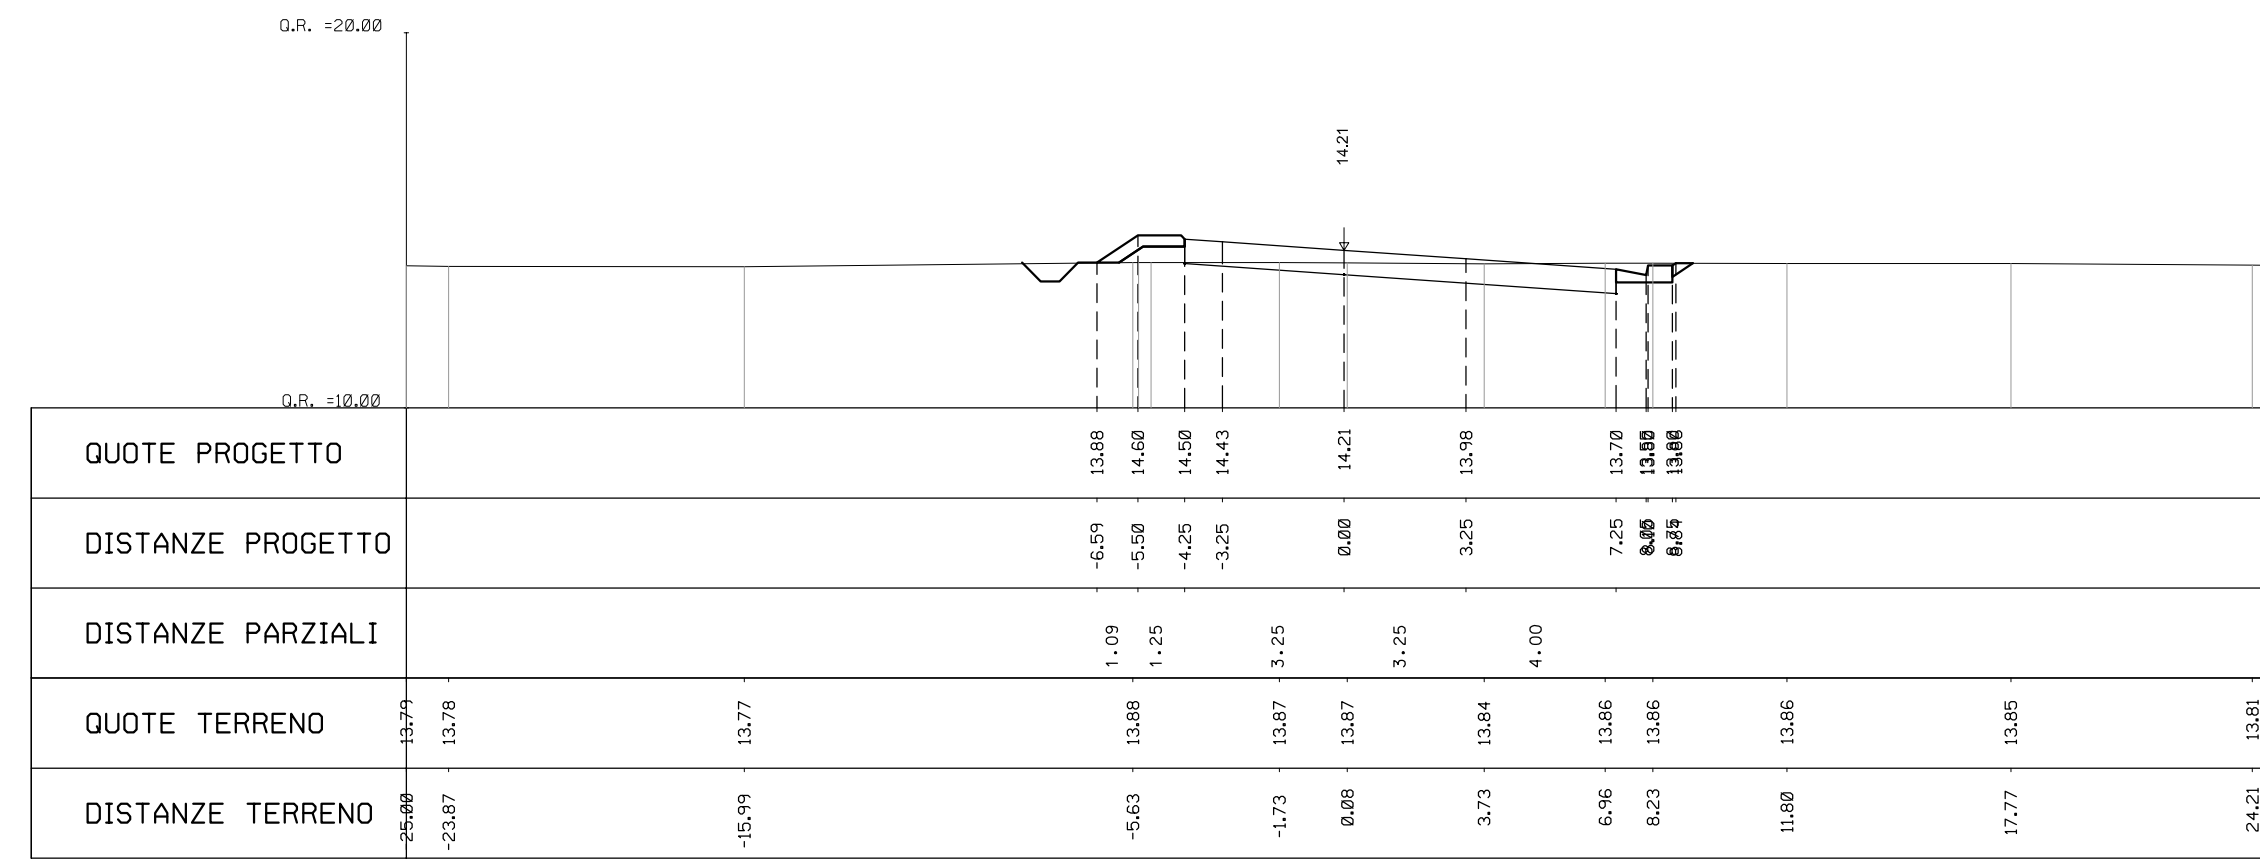 Q.R. =20.00
14.21
Q.R. =10.00
QUOTE PROGETTO 13.88 14.60 14.50 14.43 14.21 13.98 13.70
DISTANZE PROGETTO -6.59 -5.50 -4.25 -3.25 0.00 3.25 7.25
DISTANZE PARZIALI 1.09 1.25 3.25 3.25 4.00
QUOTE TERRENO 13.79 13.78 13.77 13.88 13.87 13.87 13.84 13.86 13.86 13.86 13.85 13.81
DISTANZE TERRENO -25.00 -23.87 -15.99 -5.63 -1.73 0.08 3.73 6.96 8.23 11.80 17.77 24.21